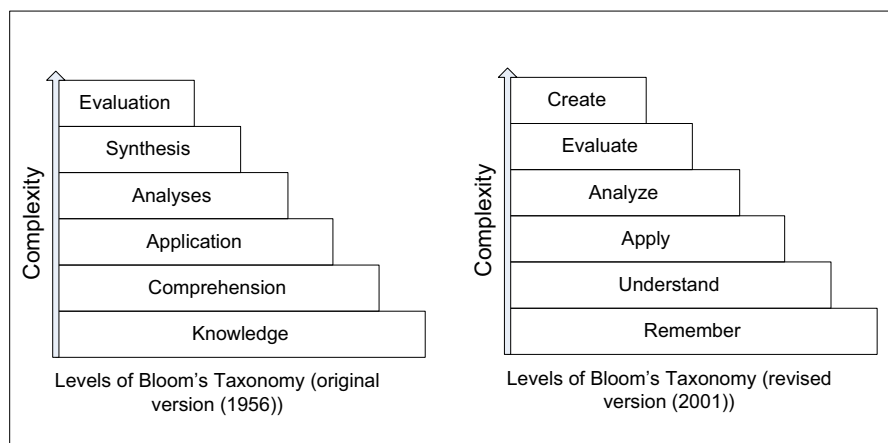 Complexity
Evaluation
Synthesis
Analyses
Application
Comprehension
Knowledge
Levels of Bloom's Taxonomy (original
version (1956))
Complexity
Create
Evaluate
Analyze
Apply
Understand
Remember
Levels of Bloom's Taxonomy (revised
version (2001))